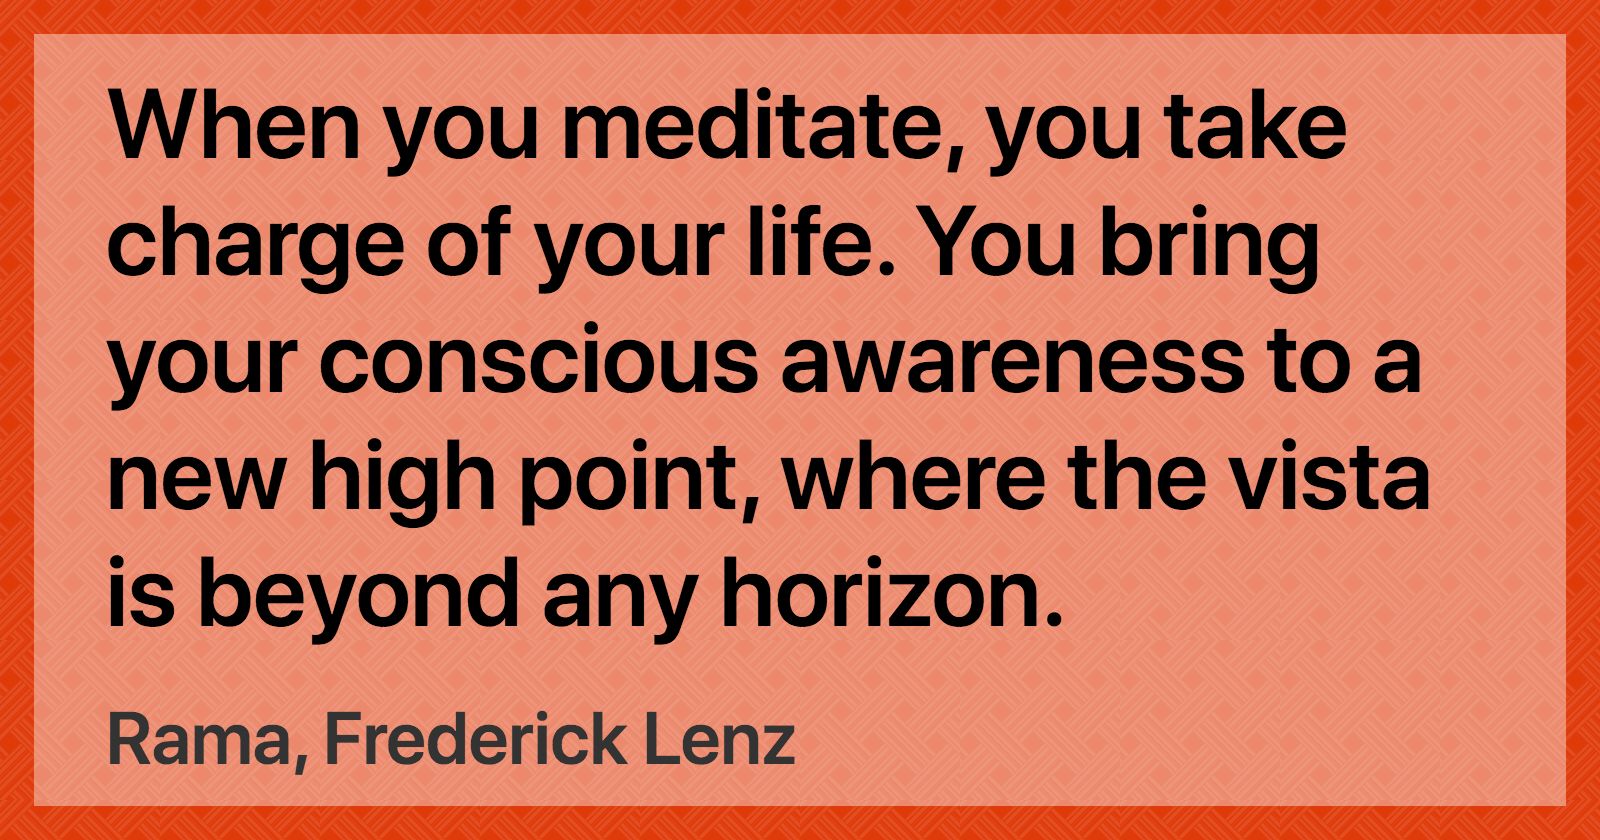 When you meditate, you take
charge of your life. You bring
your conscious awareness to a
new high point, where the vista
is beyond any horizon.
Rama, Frederick Lenz